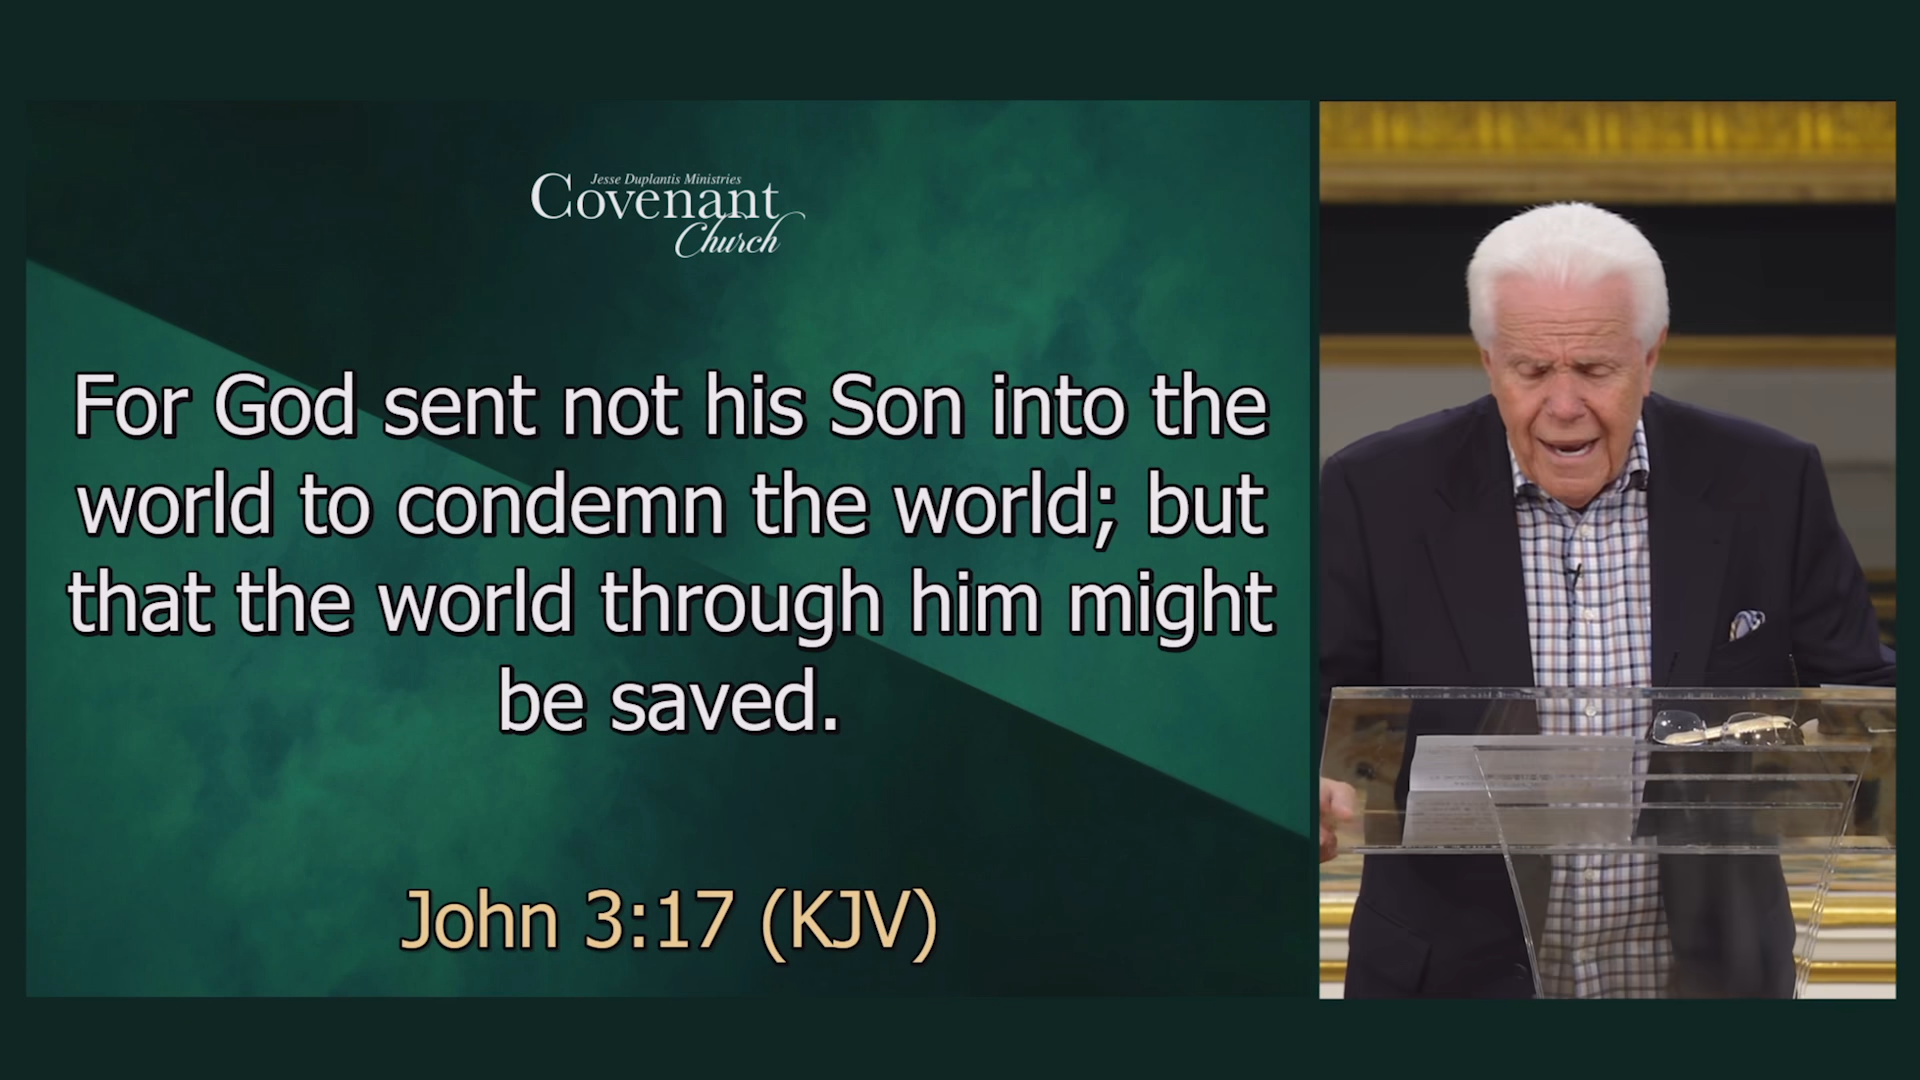 Jesse Duplantis Ministries
Covenant
Church
For God sent not his Son into the
world to condemn the world; but
that the world through him might
be saved.
John 3:17 (KJV)